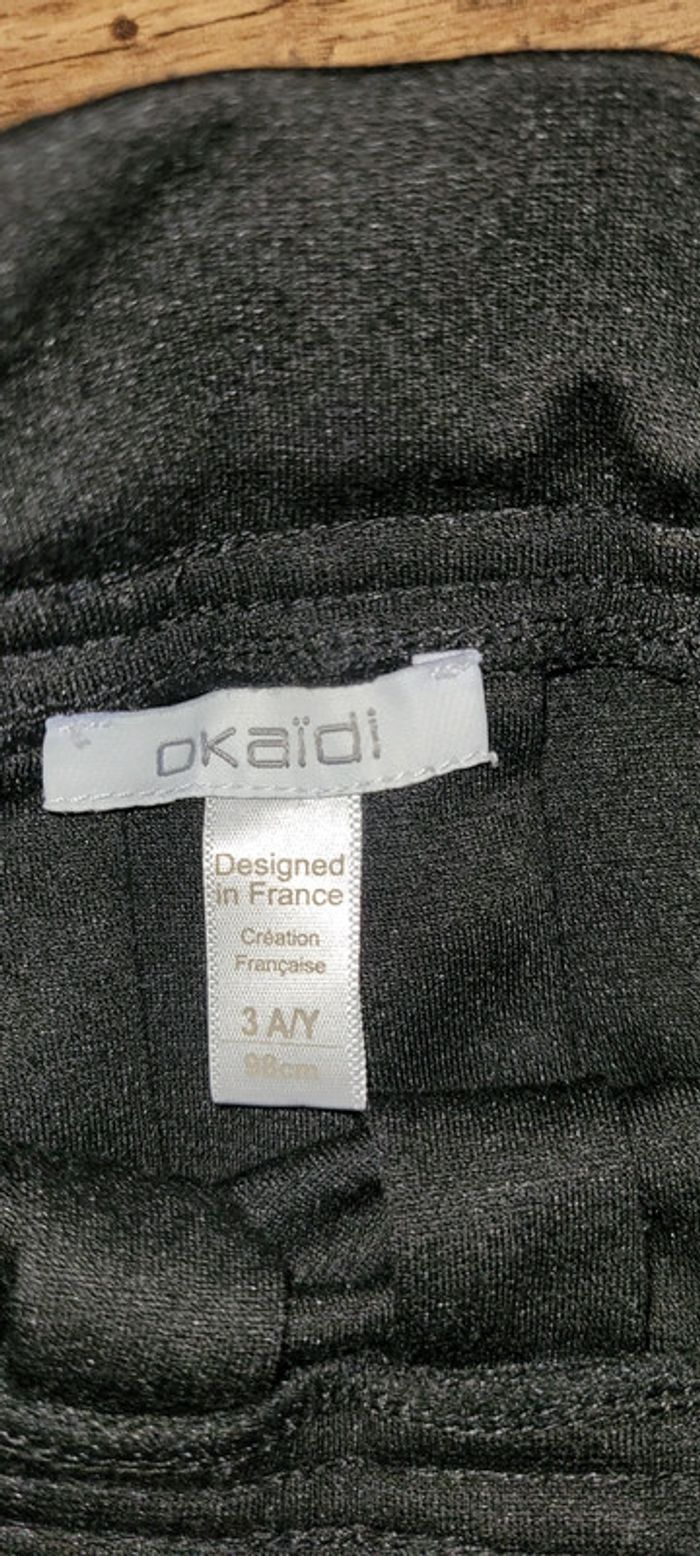 okaïdi
Designed
in France
Création
Française
3 A/Y
98cm